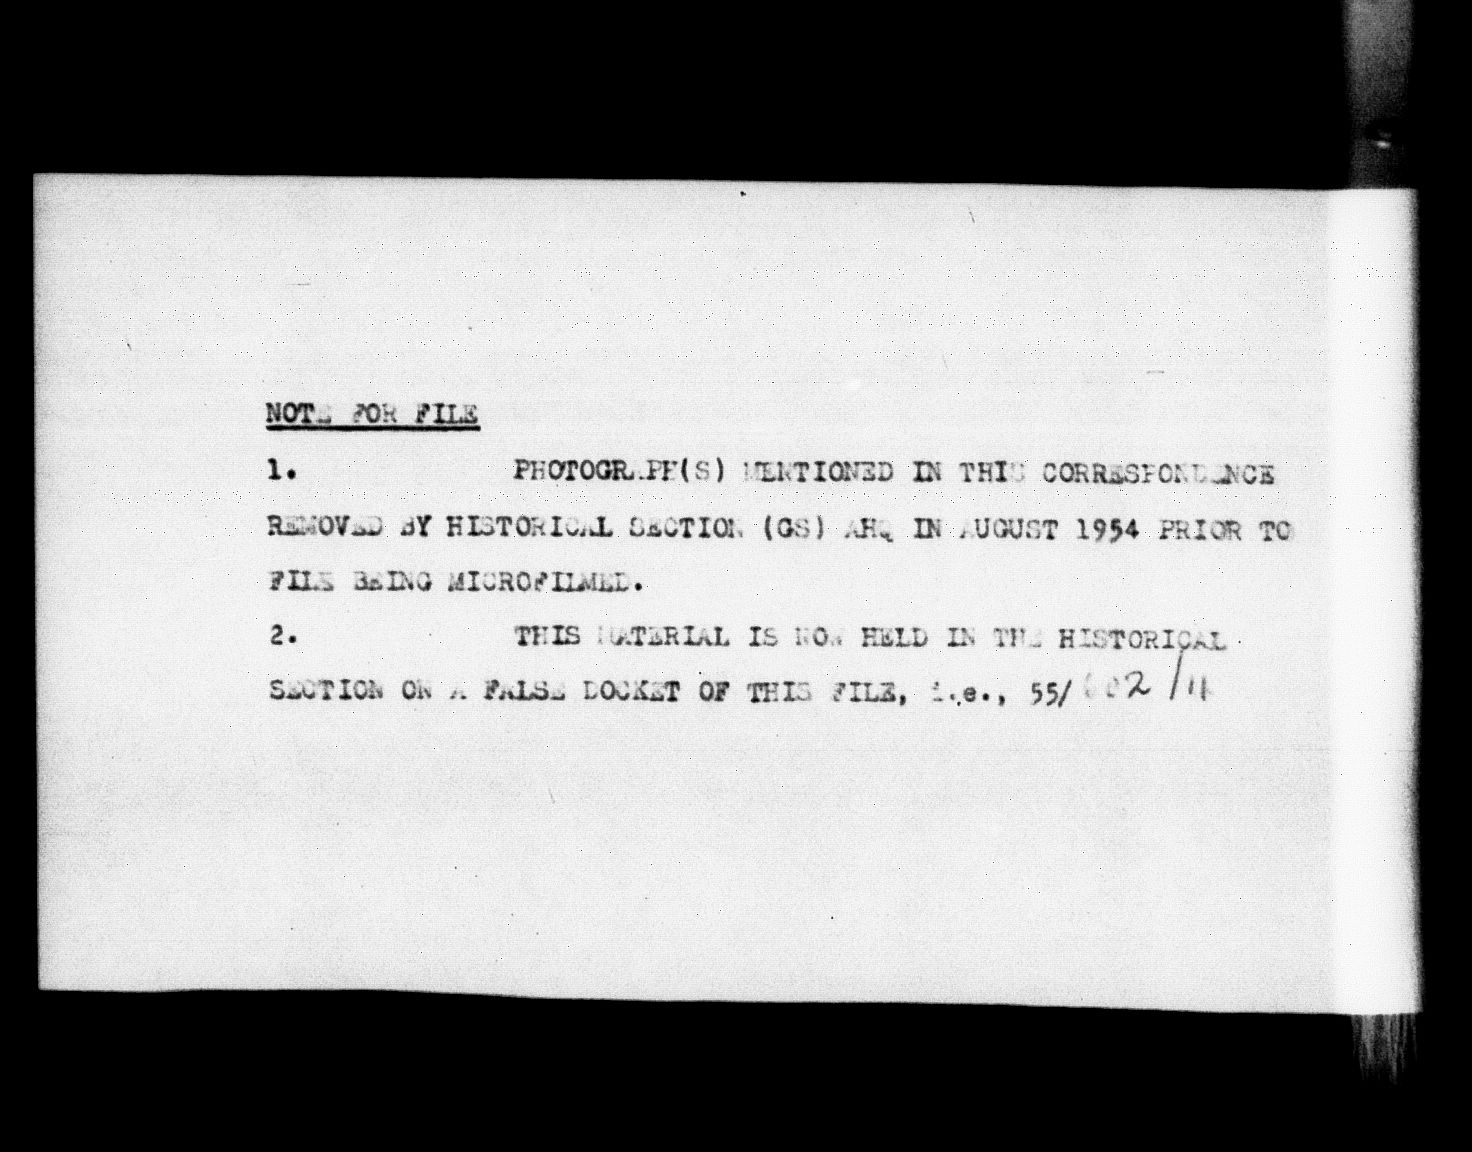 NOTE FOR FILE
1. PHOTOGRAPH(S) MENTIONED IN THIS CORRESPONDENCE
REMOVED BY HISTORICAL SECTION (GS) AHQ IN AUGUST 1954 PRIOR TO
FILE BEING MICROFILMED.
2. THIS MATERIAL IS NOW HELD IN THE HISTORICAL
SECTION ON A FALSE DOCKET OF THIS FILE, i.e., 55/